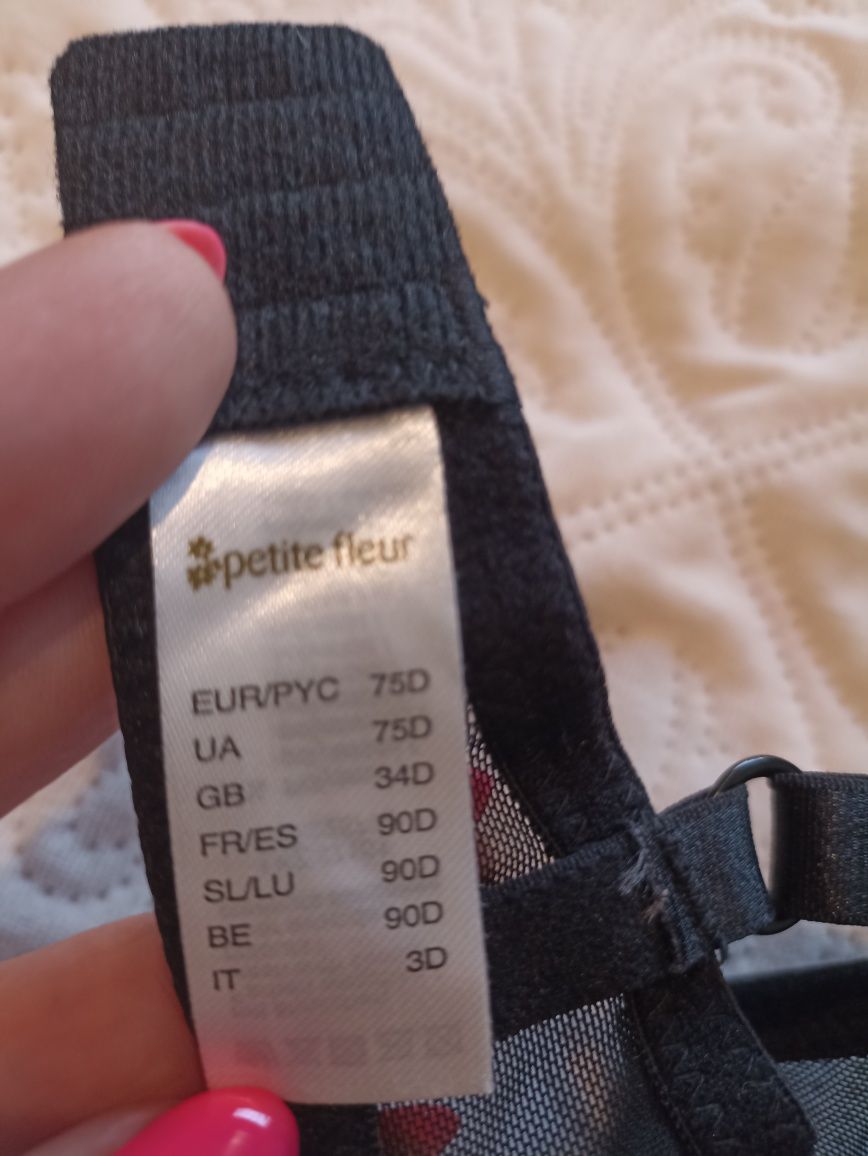 petite fleur
EUR/PYC 75D
UA 75D
GB 34D
FR/ES 90D
SL/LU 90D
BE 90D
IT 3D